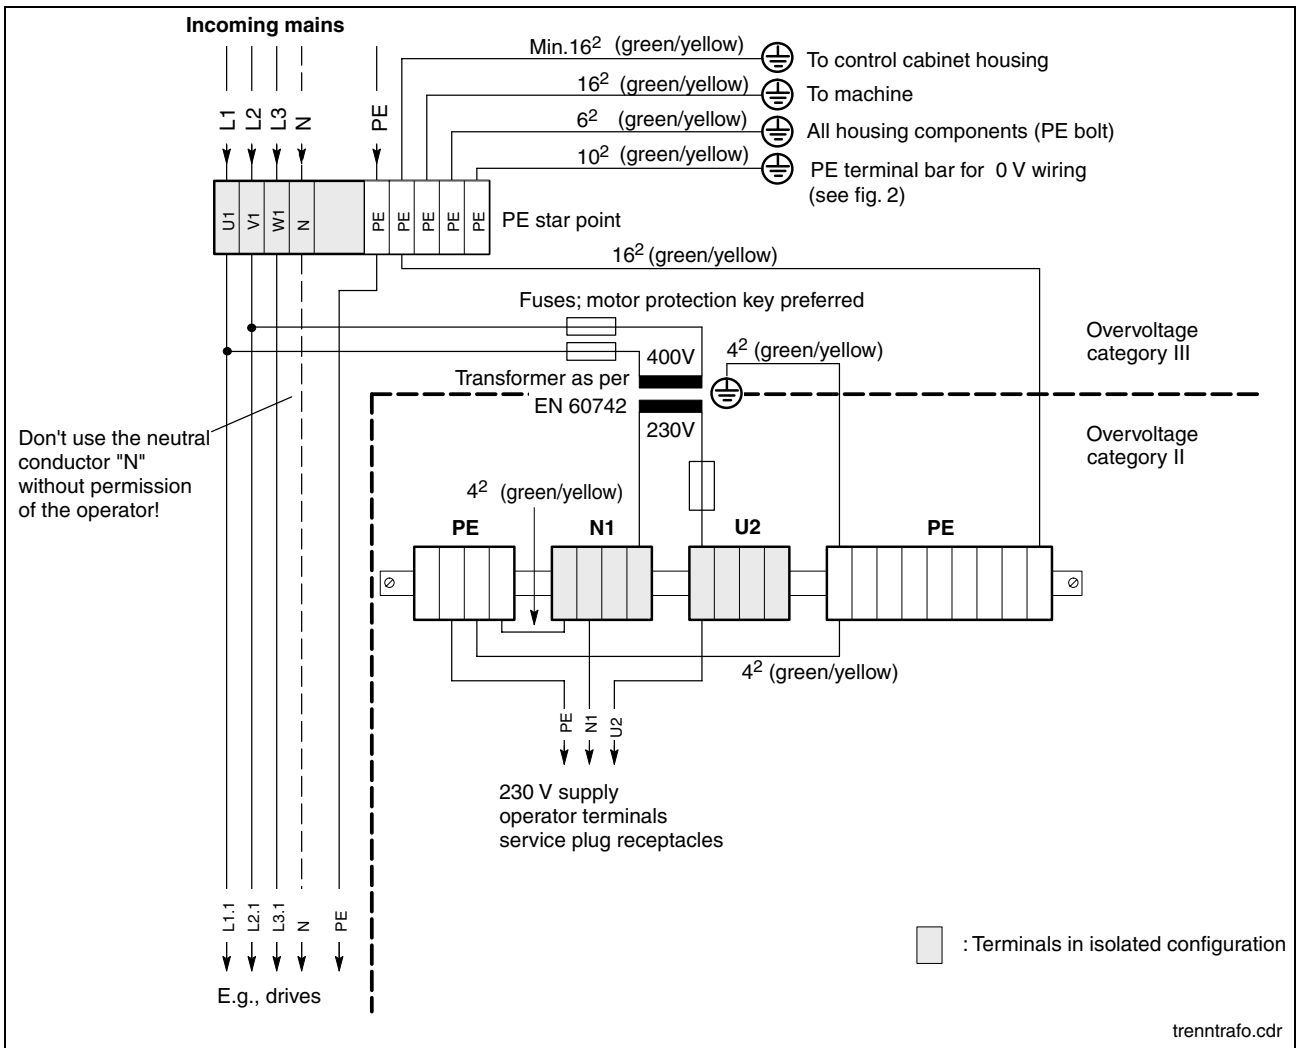 Incoming mains
Min.16² (green/yellow)
To control cabinet housing
16² (green/yellow)
To machine
6² (green/yellow)
All housing components (PE bolt)
10² (green/yellow)
PE terminal bar for 0 V wiring
(see fig. 2)
L1
L2
L3
N
PE
U1
V1
W1
N
PE
PE
PE
PE
PE
PE star point
16² (green/yellow)
Fuses; motor protection key preferred
Overvoltage
category III
400V
4² (green/yellow)
Transformer as per
EN 60742
230V
Overvoltage
category II
Don't use the neutral
conductor "N"
without permission
of the operator!
4² (green/yellow)
PE
N1
U2
PE
4² (green/yellow)
PE
N1
U2
230 V supply
operator terminals
service plug receptacles
L1.1
L2.1
L3.1
N
PE
E.g., drives
: Terminals in isolated configuration
trenntrafo.cdr